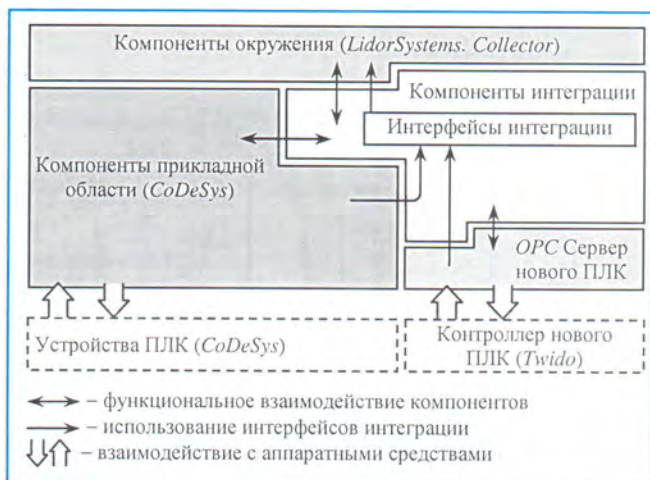 Компоненты окружения (LidorSystems. Collector)
Компоненты интеграции
Интерфейсы интеграции
Компоненты прикладной
области (CoDeSys)
OPC Сервер
нового ПЛК
Устройства ПЛК (CoDeSys)
Контроллер нового
ПЛК (Twido)
– функциональное взаимодействие компонентов
– использование интерфейсов интеграции
– взаимодействие с аппаратными средствами